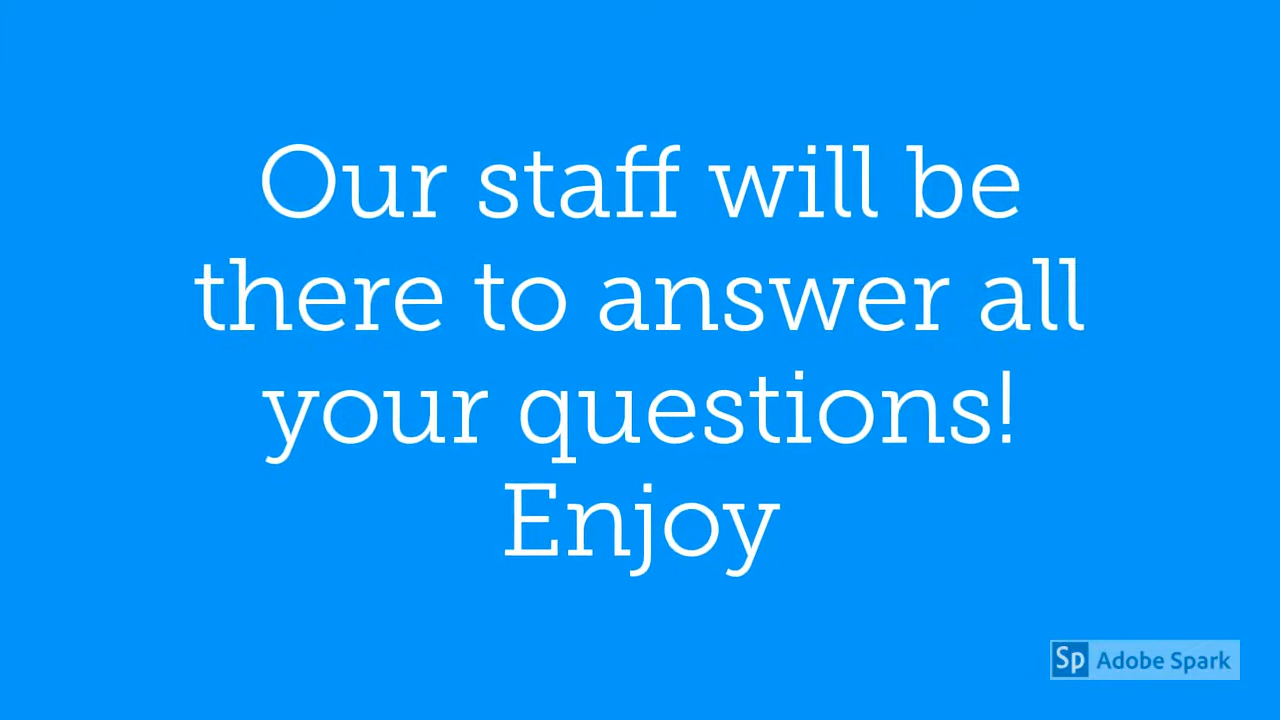 Our staff will be
there to answer all
your questions!
Enjoy
Sp Adobe Spark